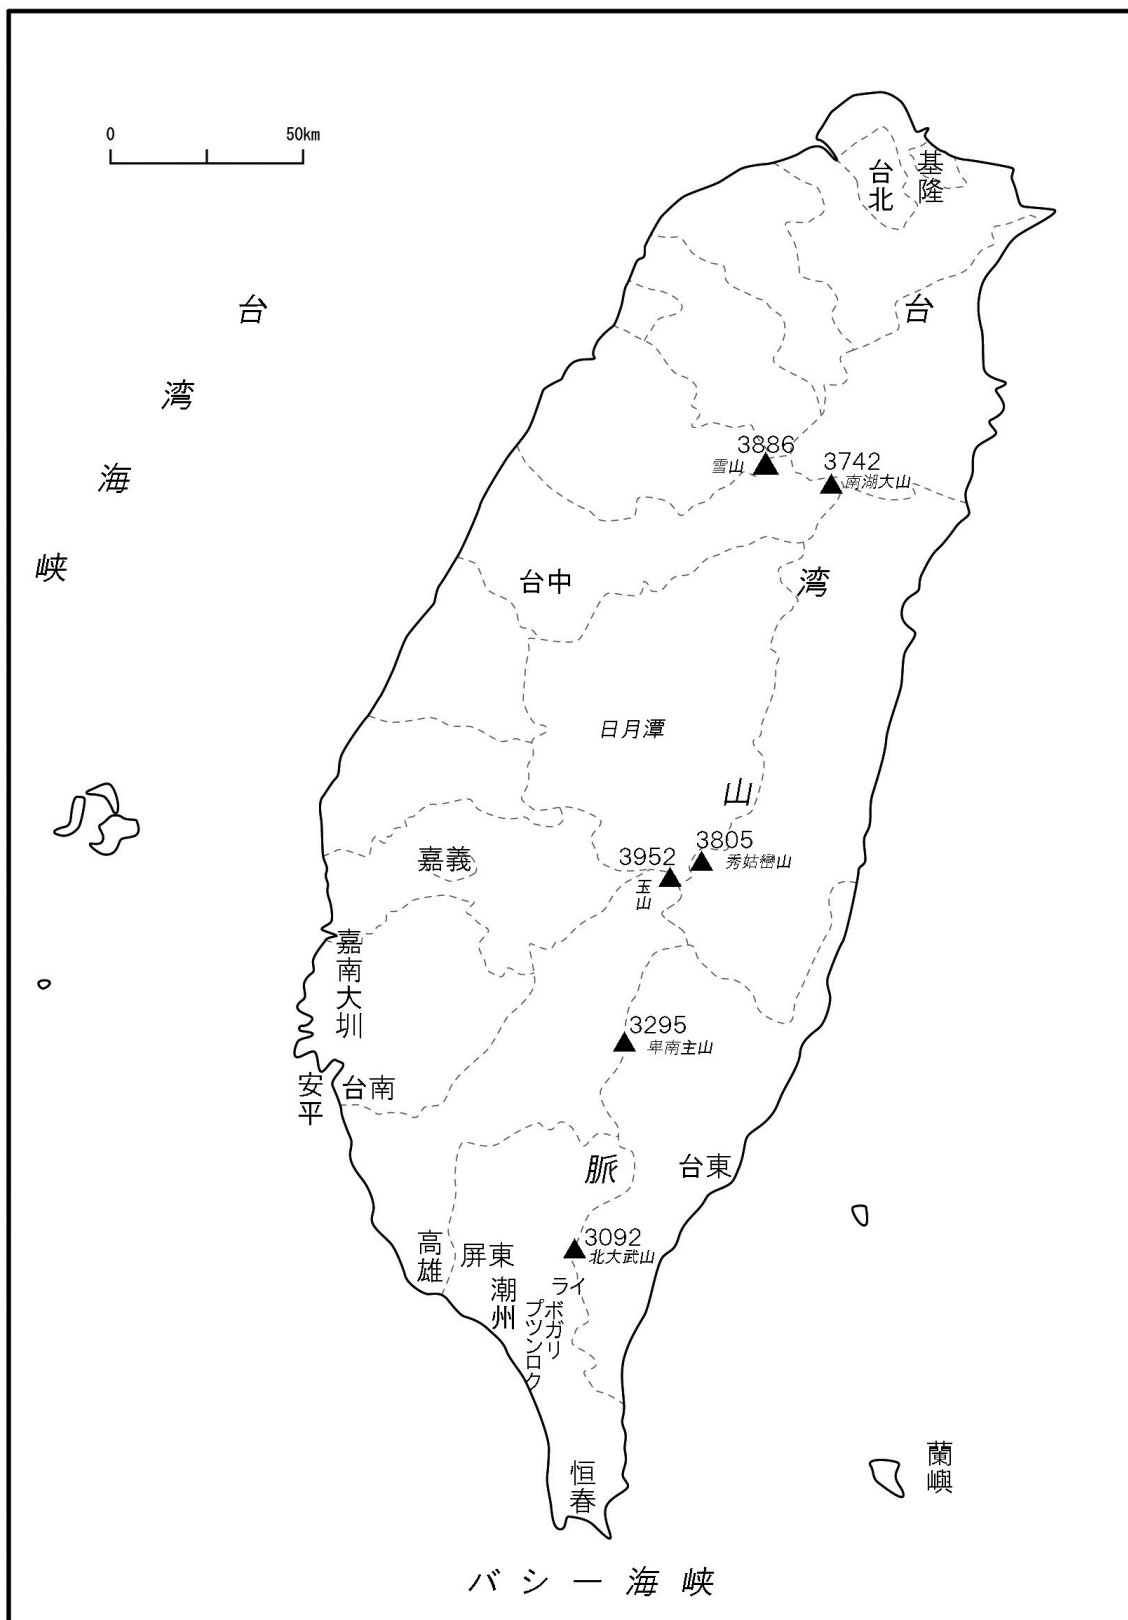 0 50km
台湾海峡
台北
基隆
台湾山脈
3886
雪山
3742
南湖大山
台中
日月潭
3805
秀姑巒山
3952
玉山
嘉義
嘉南大圳
3295
卑南主山
安平
台南
台東
高雄
屏東
3092
北大武山
潮州
ライ
ボガリ
プツンロク
恒春
蘭嶼
バシー海峡